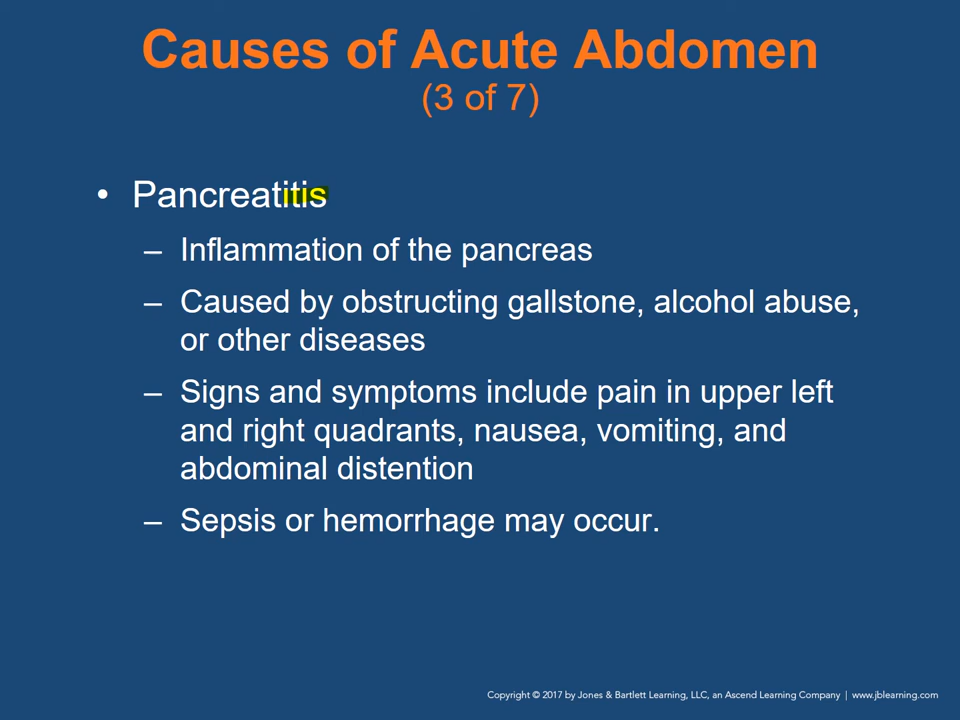 Causes of Acute Abdomen
(3 of 7)
• Pancreatitis
– Inflammation of the pancreas
– Caused by obstructing gallstone, alcohol abuse,
or other diseases
– Signs and symptoms include pain in upper left
and right quadrants, nausea, vomiting, and
abdominal distention
– Sepsis or hemorrhage may occur.
Copyright © 2017 by Jones & Bartlett Learning, LLC, an Ascend Learning Company | www.jblearning.com